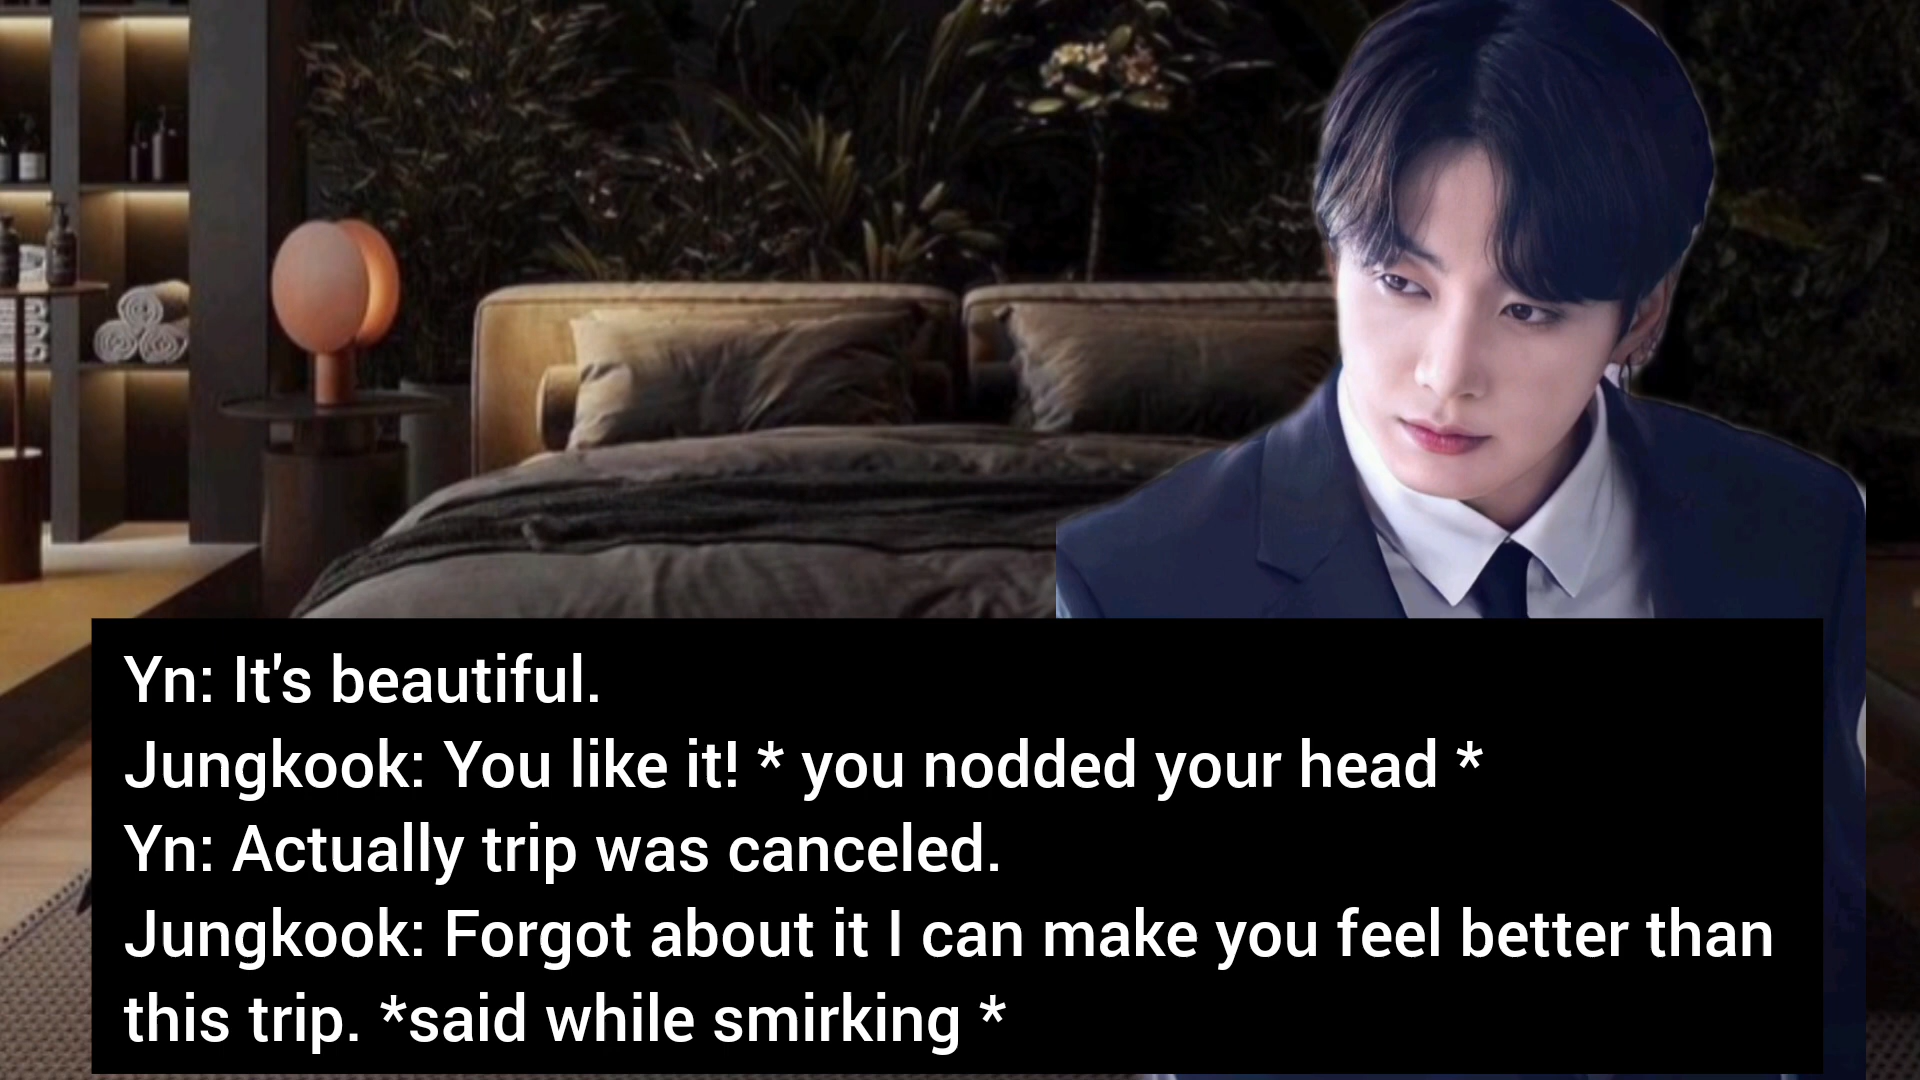 Yn: It's beautiful.
Jungkook: You like it! * you nodded your head *
Yn: Actually trip was canceled.
Jungkook: Forgot about it I can make you feel better than
this trip. *said while smirking *